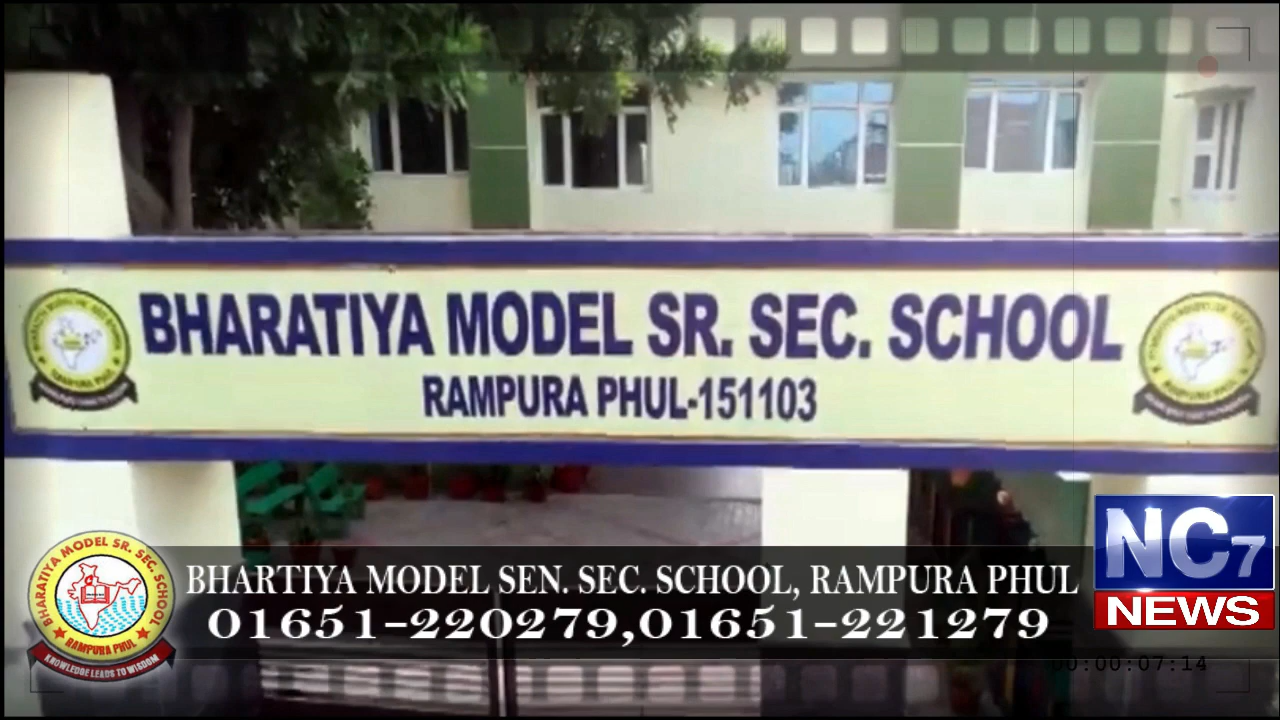 BHARATIYA MODEL SR. SEC. SCHOOL
RAMPURA PHUL-151103
BHARATIYA MODEL SR. SEC. SCHOOL
RAMPURA PHUL
KNOWLEDGE LEADS TO WISDOM
BHARTIYA MODEL SEN. SEC. SCHOOL, RAMPURA PHUL
01651-220279,01651-221279
NC7
NEWS
00:00:07:14